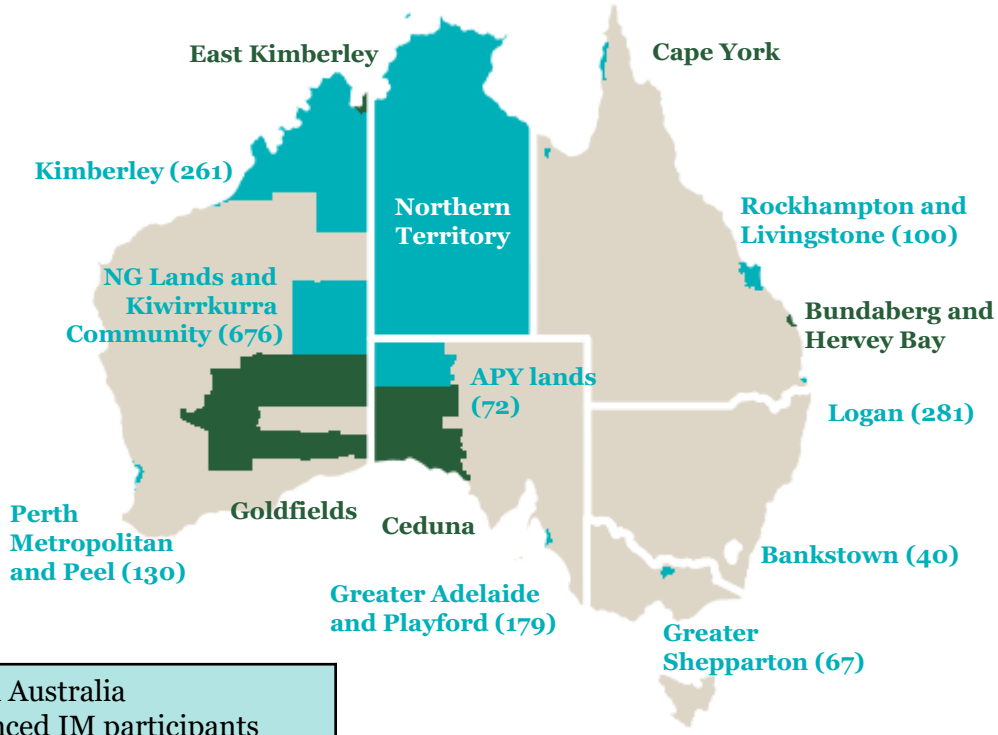 East Kimberley
Cape York
Kimberley (261)
Northern
Territory
Rockhampton and
Livingstone (100)
NG Lands and
Kiwirrkurra
Community (676)
Bundaberg and
Hervey Bay
APY lands
(72)
Logan (281)
Goldfields
Ceduna
Perth
Metropolitan
and Peel (130)
Bankstown (40)
Greater Adelaide
and Playford (179)
Greater
Shepparton (67)
Australia
IM participants